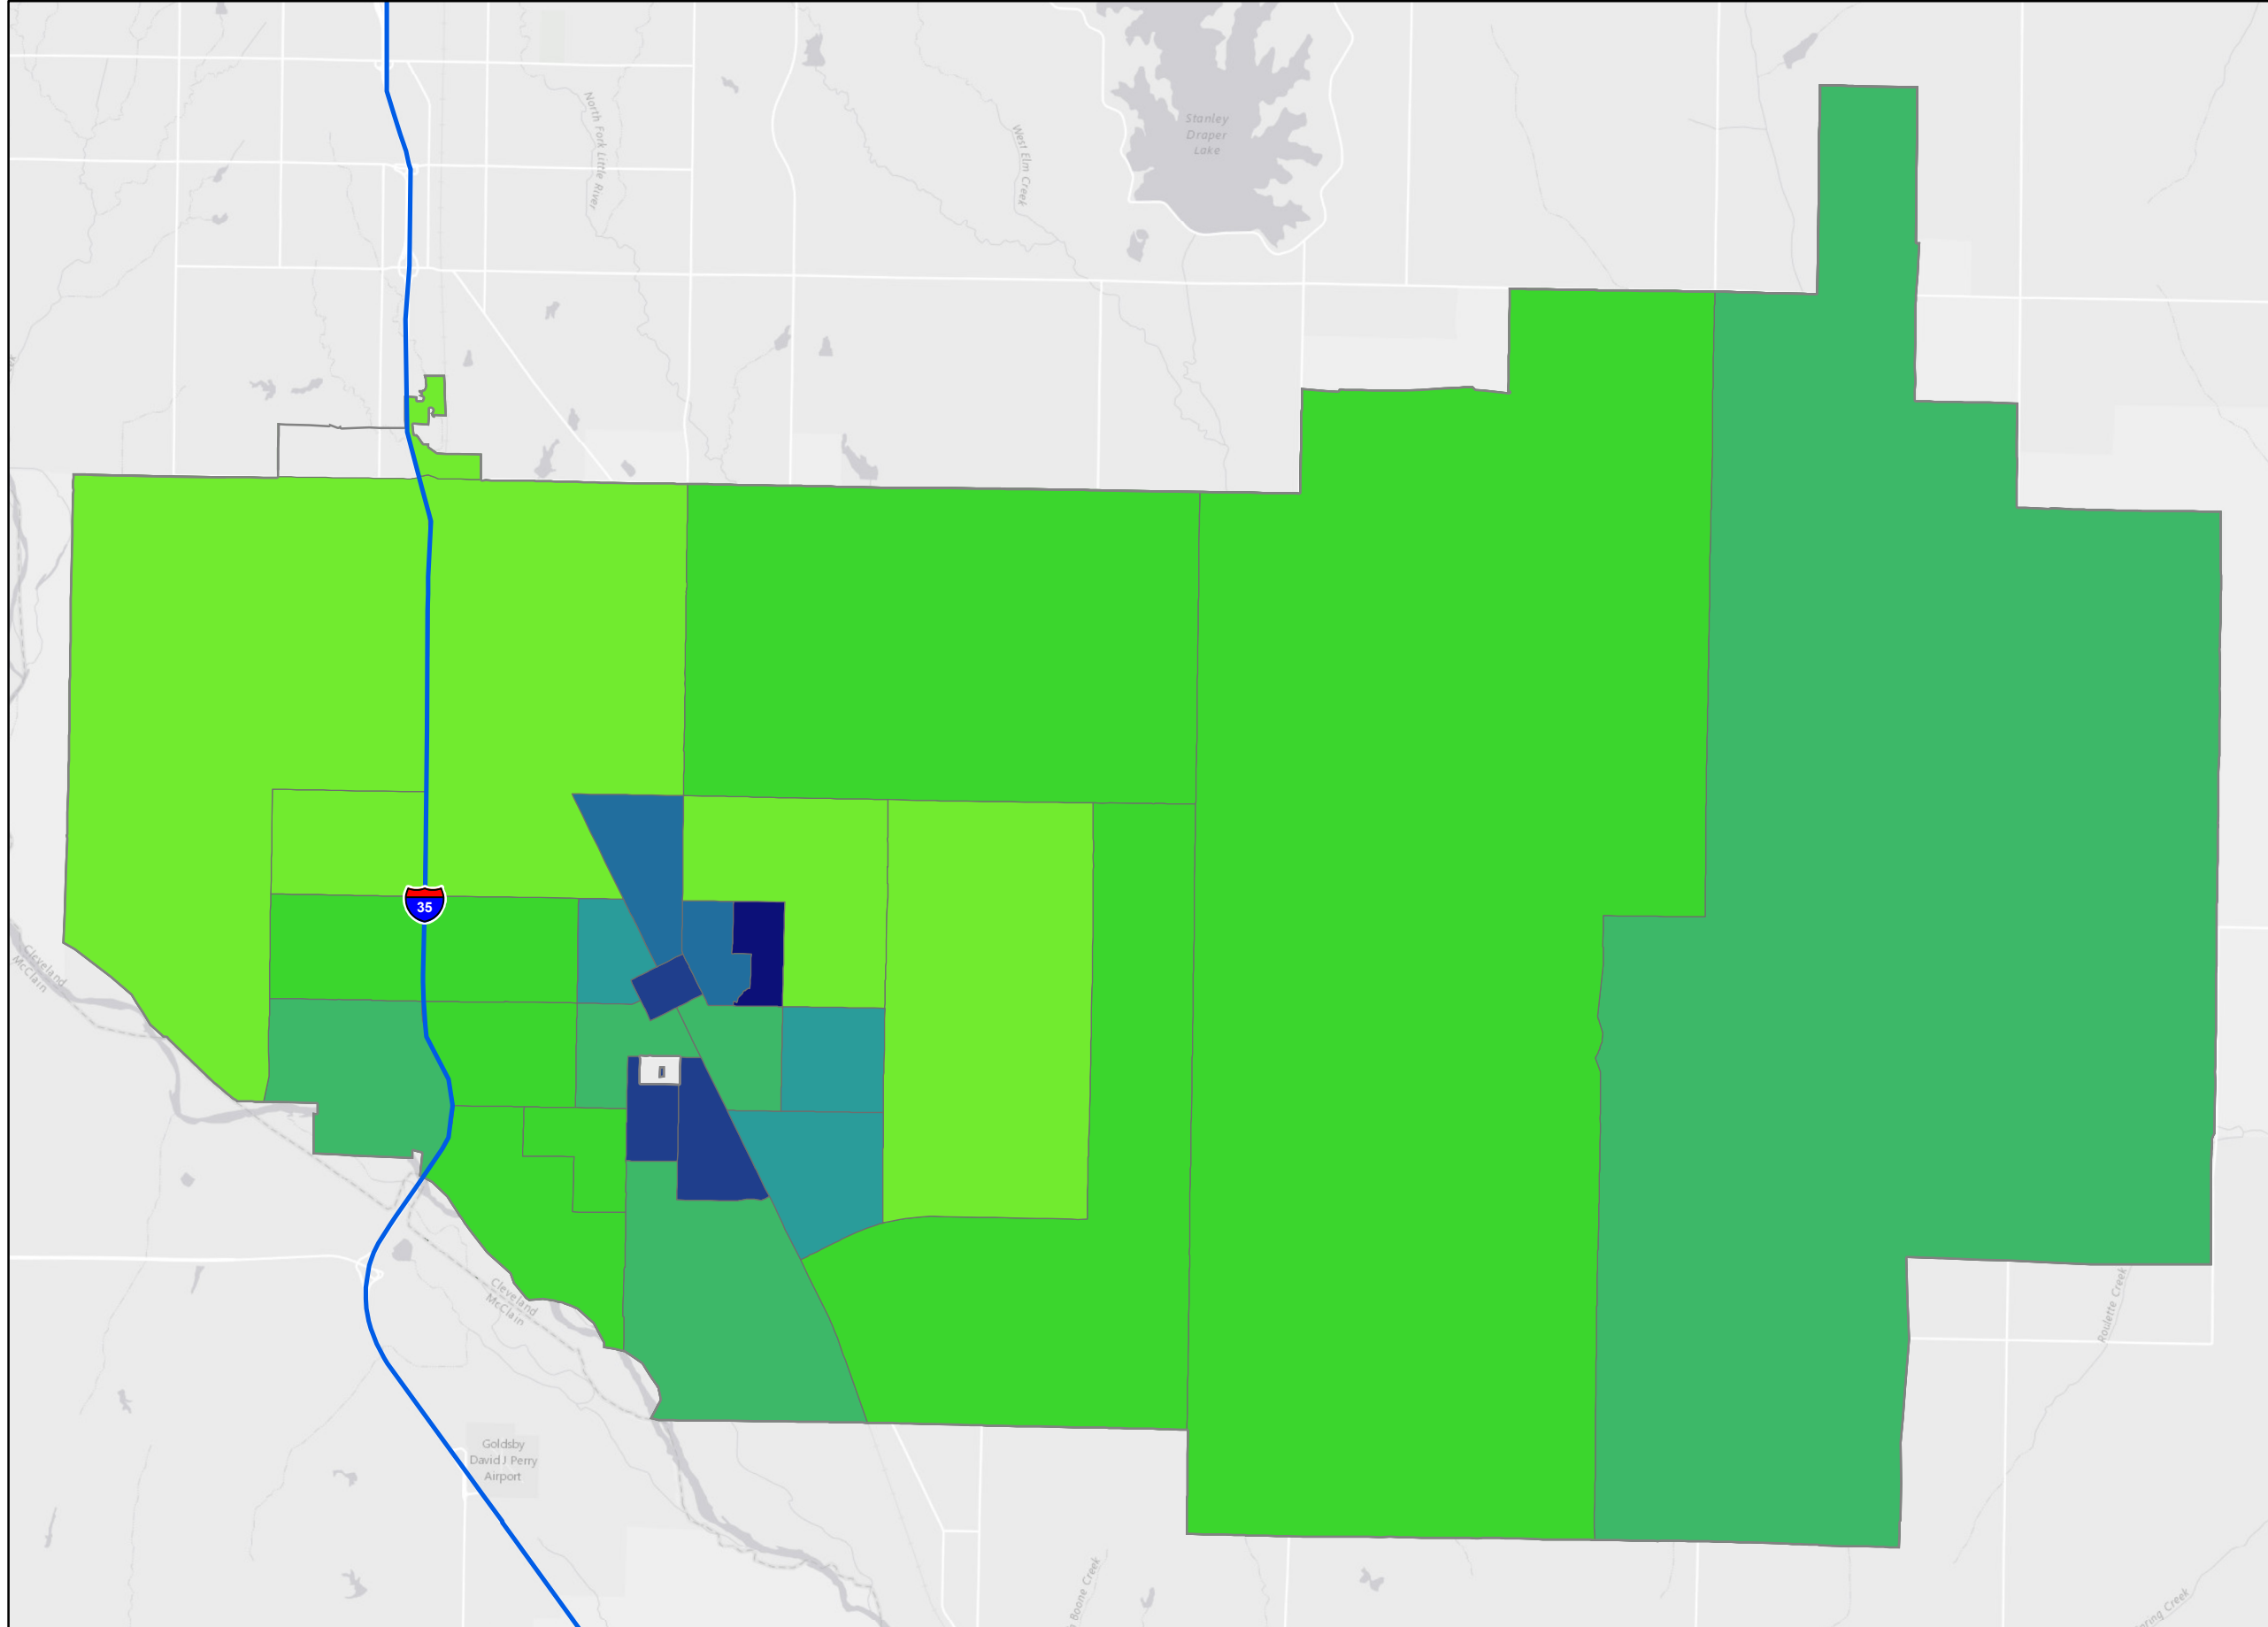 North Fork Little River
West Elm Creek
Stanley
Draper
Lake
35
Cleveland
McClain
Cleveland
McClain
Goldsby
David J Perry
Airport
Roulette Creek
Boone Creek
Creek